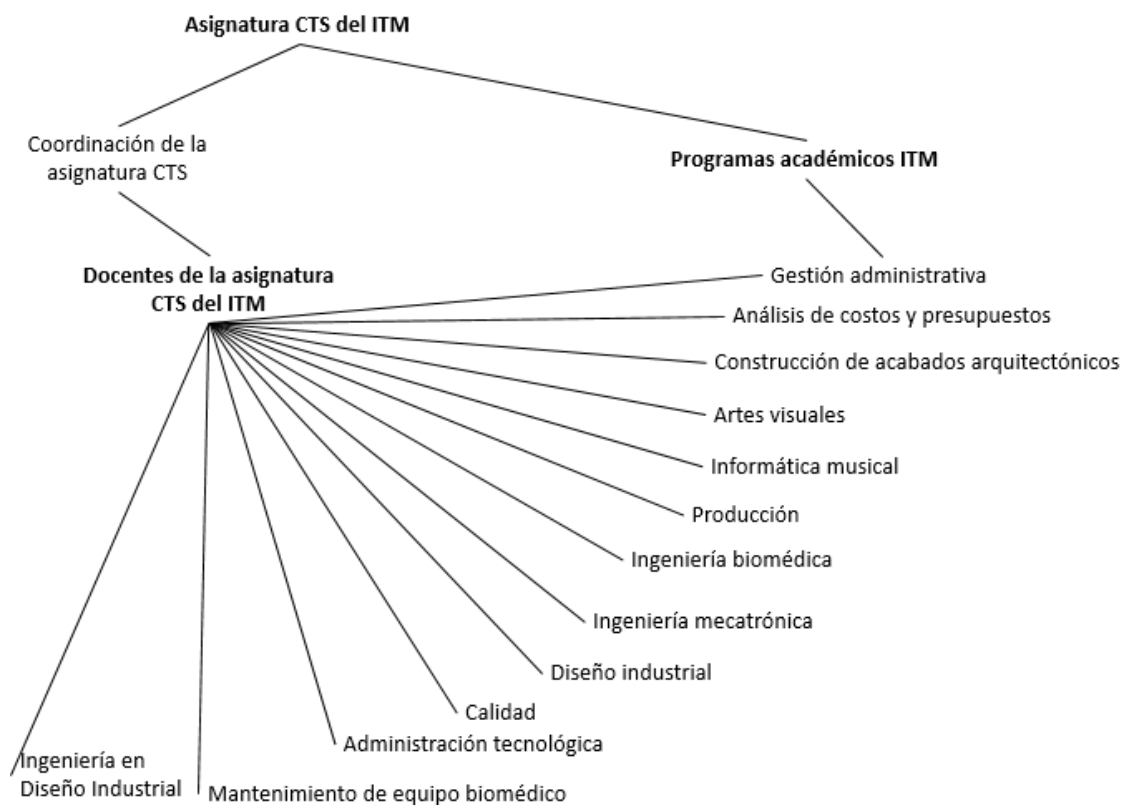 Asignatura CTS del ITM
Coordinación de la
asignatura CTS
Programas académicos ITM
Docentes de la asignatura
CTS del ITM
Gestión administrativa
Análisis de costos y presupuestos
Construcción de acabados arquitectónicos
Artes visuales
Informática musical
Producción
Ingeniería biomédica
Ingeniería mecatrónica
Diseño industrial
Calidad
Administración tecnológica
Ingeniería en
Diseño Industrial
Mantenimiento de equipo biomédico